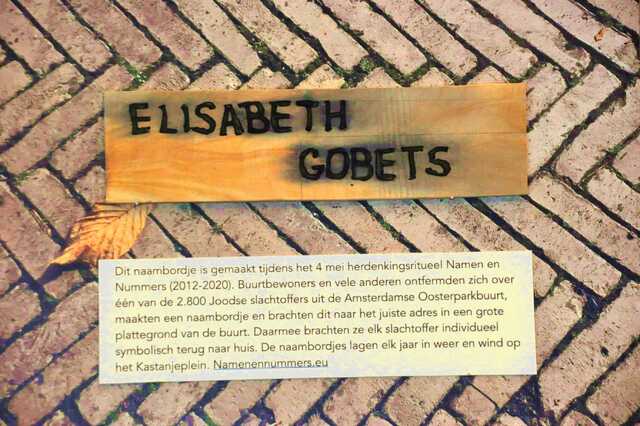 ELISABETH
GOBETS
Dit naambordje is gemaakt tijdens het 4 mei herdenkingsritueel Namen en
Nummers (2012-2020). Buurtbewoners en vele anderen ontfermden zich over
één van de 2.800 Joodse slachtoffers uit de Amsterdamse Oosterparkbuurt,
maakten een naambordje en brachten dit naar het juiste adres in een grote
plattegrond van de buurt. Daarmee brachten ze elk slachtoffer individueel
symbolisch terug naar huis. De naambordjes lagen elk jaar in weer en wind op
het Kastanjeplein. Namenennummers.eu